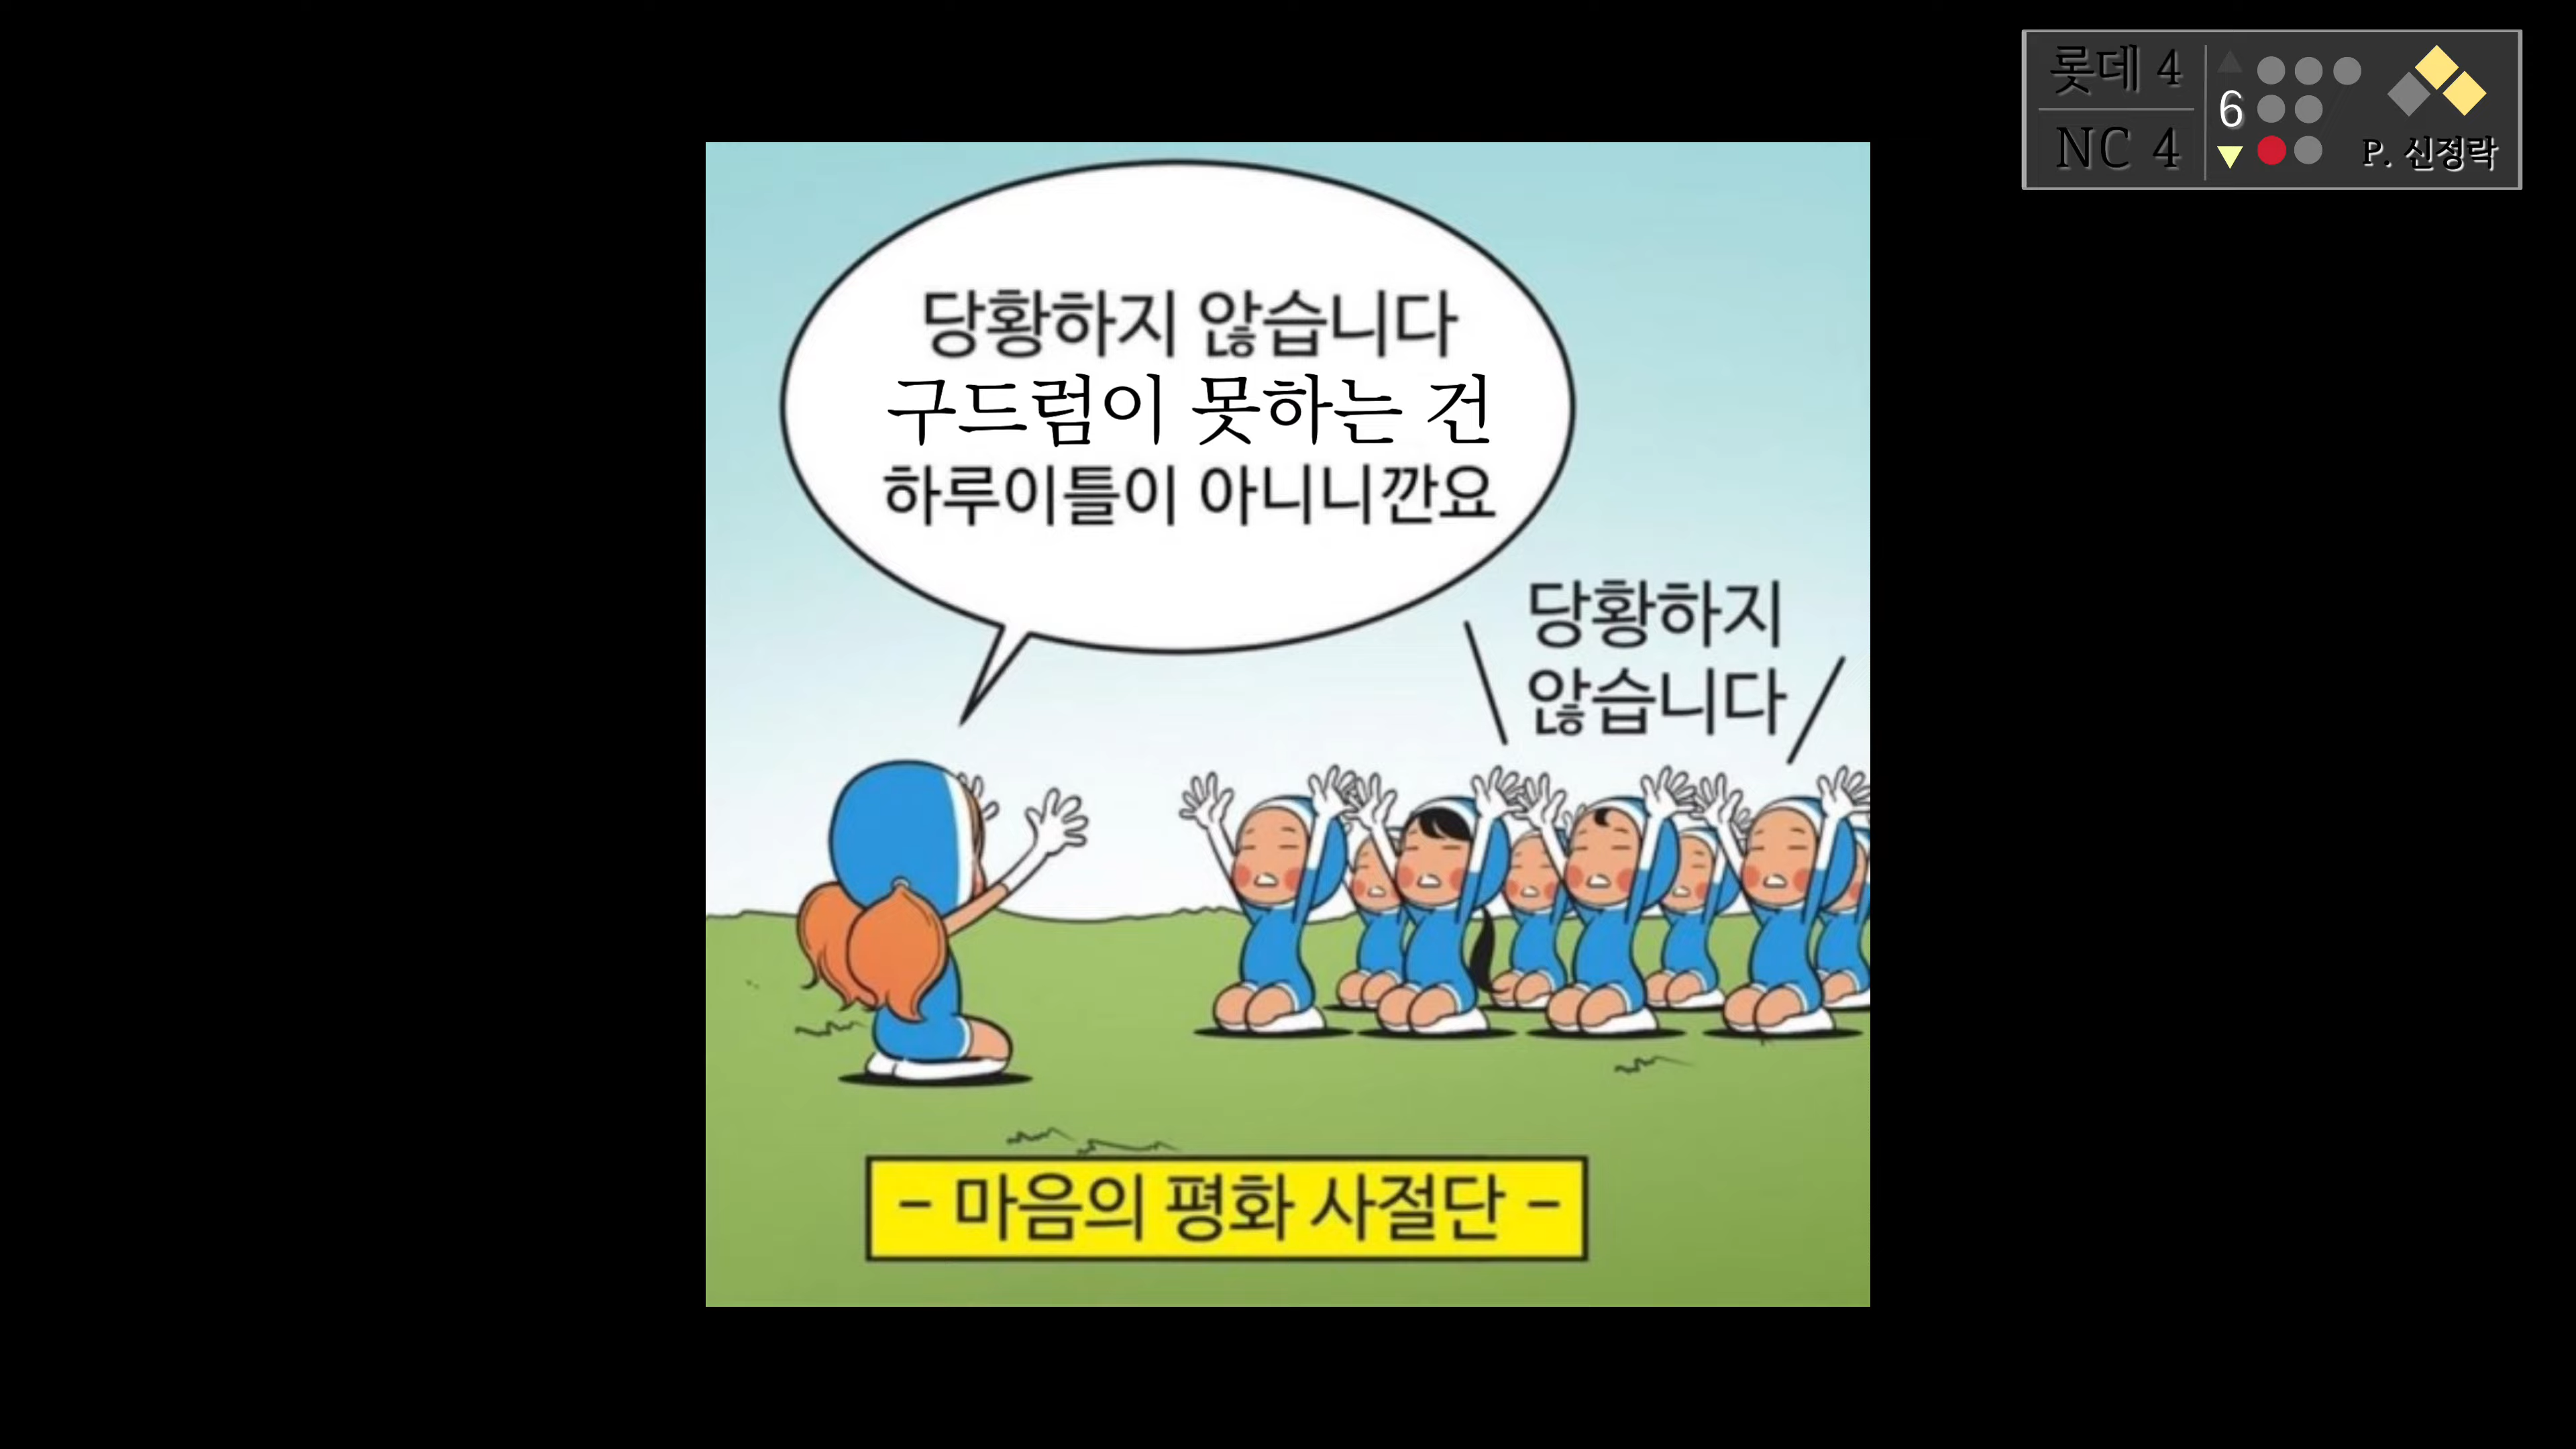 롯데 4
NC 4
6
P. 신정락
당황하지 않습니다
구드럼이 못하는 건
하루이틀이 아니니깐요
당황하지
않습니다
- 마음의 평화 사절단 -